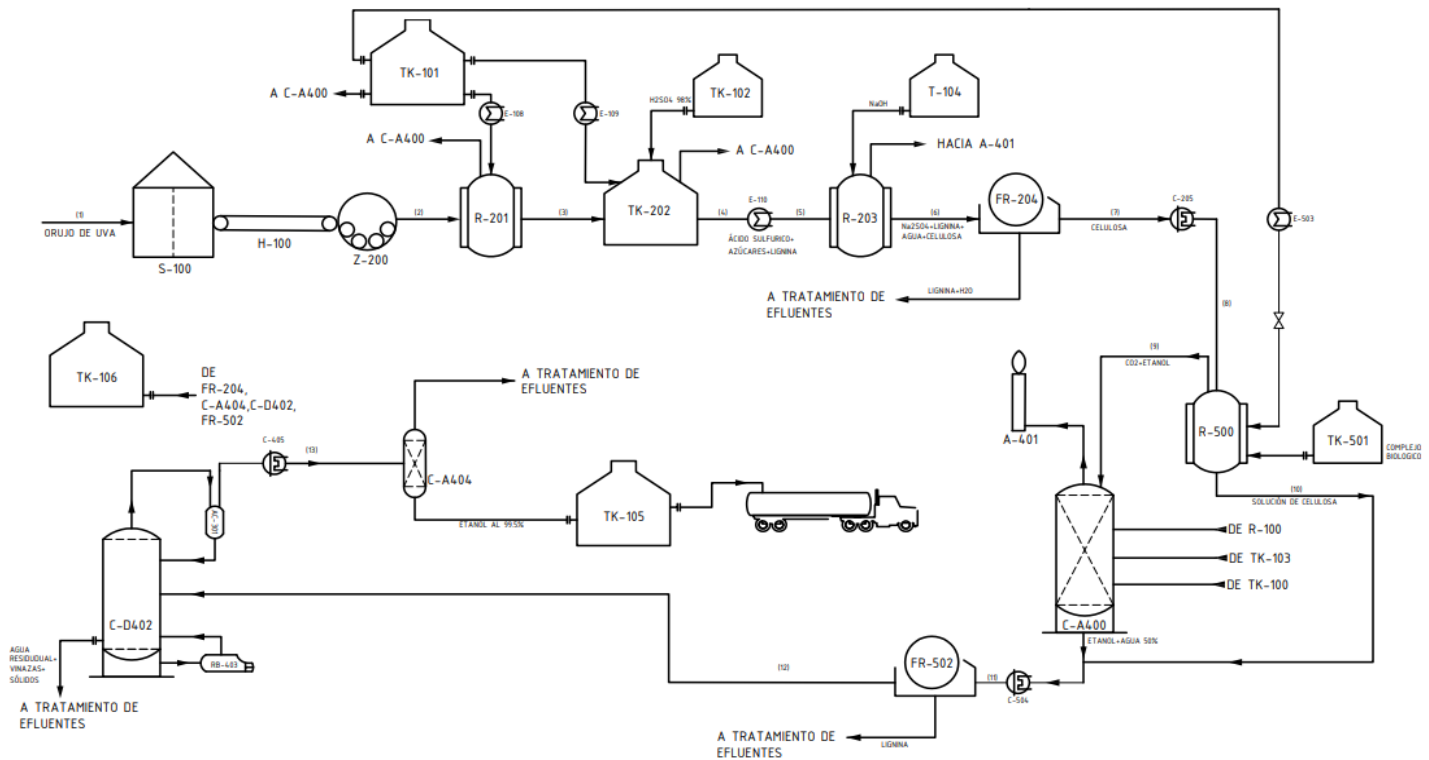 TK-101
A C-A400
E-108
E-109
H2SO4 98%
TK-102
NaOH
T-104
A C-A400
A C-A400
HACIA A-401
(1)
ORUJO DE UVA
S-100
H-100
Z-200
(2)
R-201
(3)
TK-202
(4)
E-110
(5)
ÁCIDO SULFURICO+
AZÚCARES+LIGNINA
R-203
(6)
Na2SO4+LIGNINA+
AGUA+CELULOSA
FR-204
(7)
CELULOSA
C-205
E-503
LIGNINA+H2O
A TRATAMIENTO DE
EFLUENTES
(8)
TK-106
DE
FR-204,
C-A404,C-D402,
FR-502
A TRATAMIENTO DE
EFLUENTES
(9)
CO2+ETANOL
A-401
R-500
TK-501
COMPLEJO
BIOLOGICO
C-405
(13)
C-A404
ETANOL AL 99.5%
TK-105
(10)
SOLUCIÓN DE CELULOSA
AC-301
DE R-100
DE TK-103
DE TK-100
C-A400
ETANOL+AGUA 50%
C-D402
RB-403
AGUA
RESIDUDUAL+
VINAZAS+
SÓLIDOS
A TRATAMIENTO DE
EFLUENTES
(12)
FR-502
(11)
C-504
LIGNINA
A TRATAMIENTO DE
EFLUENTES